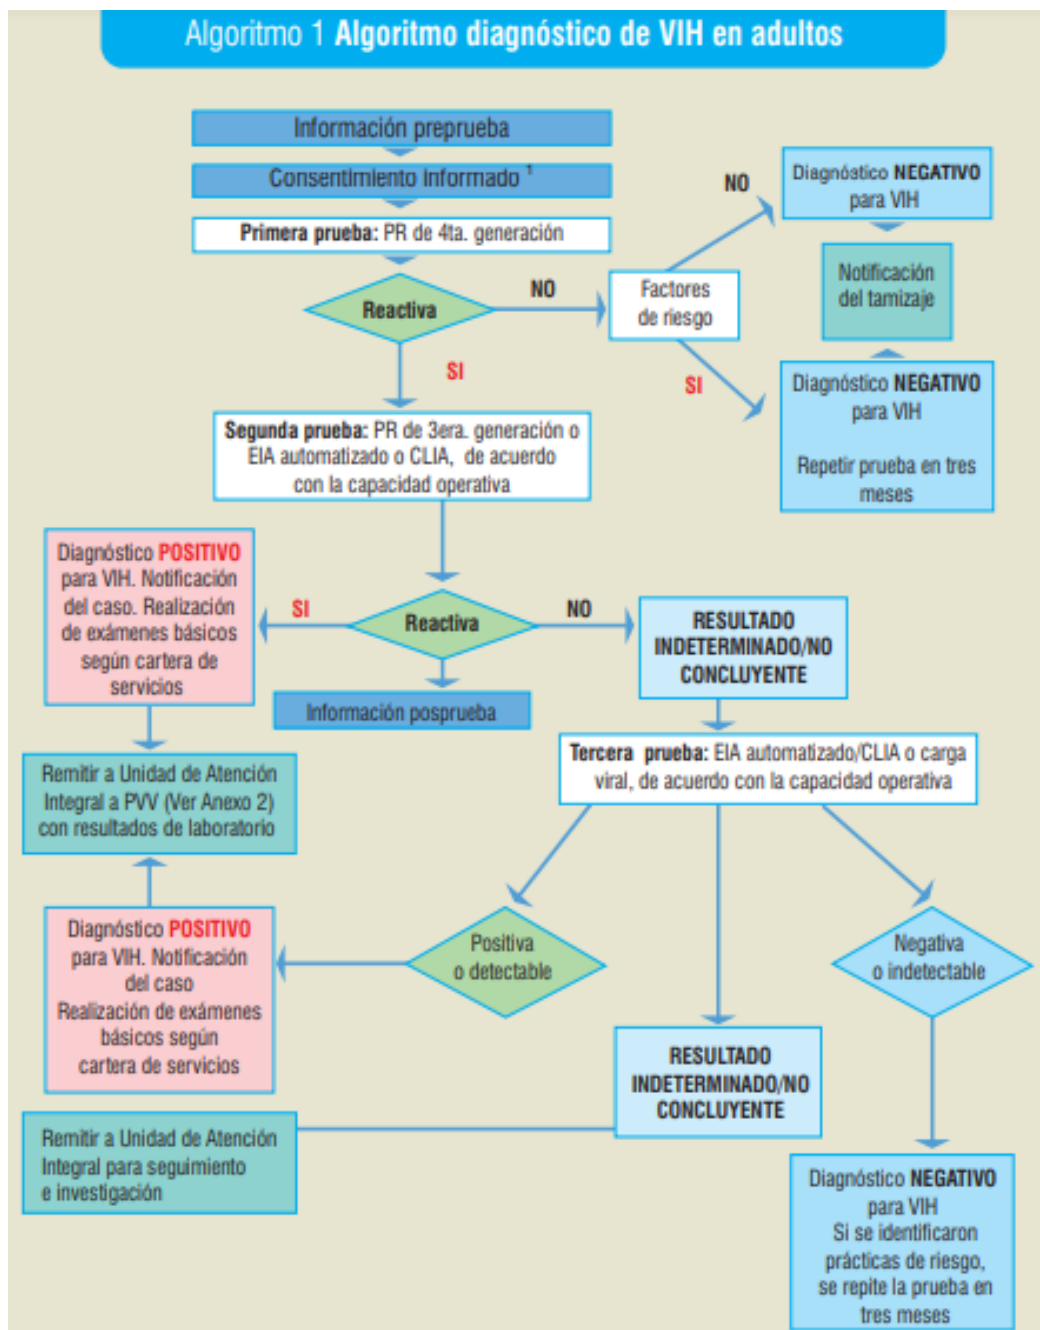 Algoritmo 1 Algoritmo diagnóstico de VIH en adultos
Información preprueba
Consentimiento informado 1
Primera prueba: PR de 4ta. generación
Reactiva
NO
Factores
de riesgo
NO
Diagnóstico NEGATIVO
para VIH
Notificación
del tamizaje
SI
Diagnóstico NEGATIVO
para VIH
Repetir prueba en tres
meses
SI
Segunda prueba: PR de 3era. generación o
EIA automatizado o CLIA, de acuerdo
con la capacidad operativa
Reactiva
SI
Diagnóstico POSITIVO
para VIH. Notificación
del caso. Realización
de exámenes básicos
según cartera de
servicios
NO
RESULTADO
INDETERMINADO/NO
CONCLUYENTE
Información posprueba
Remitir a Unidad de Atención
Integral a PVV (Ver Anexo 2)
con resultados de laboratorio
Tercera prueba: EIA automatizado/CLIA o carga
viral, de acuerdo con la capacidad operativa
Positiva
o detectable
Negativa
o indetectable
Diagnóstico POSITIVO
para VIH. Notificación
del caso
Realización de exámenes
básicos según
cartera de servicios
RESULTADO
INDETERMINADO/NO
CONCLUYENTE
Remitir a Unidad de Atención
Integral para seguimiento
e investigación
Diagnóstico NEGATIVO
para VIH
Si se identificaron
prácticas de riesgo,
se repite la prueba en
tres meses